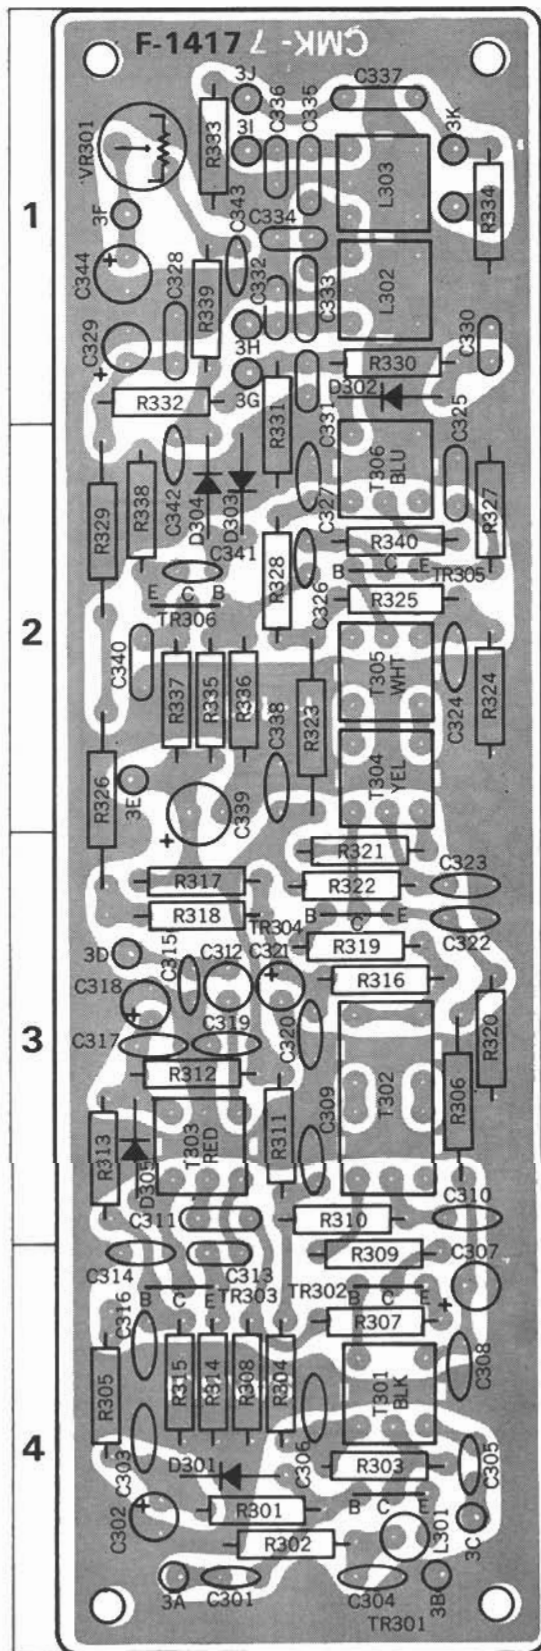 F-1417 CMK-7
3J
C337
C336
C335
3I
3K
VR301
R333
L303
R334
1
3F
C343
C334
C344
+
C328
R339
C332
C333
L302
C329
+
3H
C330
R330
D302
3G
R332
R331
C331
C325
T306
BLU
R329
R338
C342
D304
D303
C327
R327
C341
R340
R328
B C E
TR305
C326
R325
E C B
TR306
2
C340
R337
R335
R336
C338
R323
T305
WHT
C324
R324
R326
3E
C339
+
T304
YEL
R321
R317
R322
C323
R318
TR304
B C E
C322
3D
C315
C312
C321
+
R319
R316
C318
+
C317
C319
C320
R320
3
R312
T302
R306
R313
D305
T303
RED
R311
C309
C311
R310
C310
R309
C314
C313
C307
+
B C E
TR303
TR302
B C E
C316
R307
R305
R315
R314
R308
R304
C306
T301
BLK
C308
4
C303
D301
R303
C305
C302
+
R301
B C E
L301
3C
R302
3A
C301
C304
3B
TR301